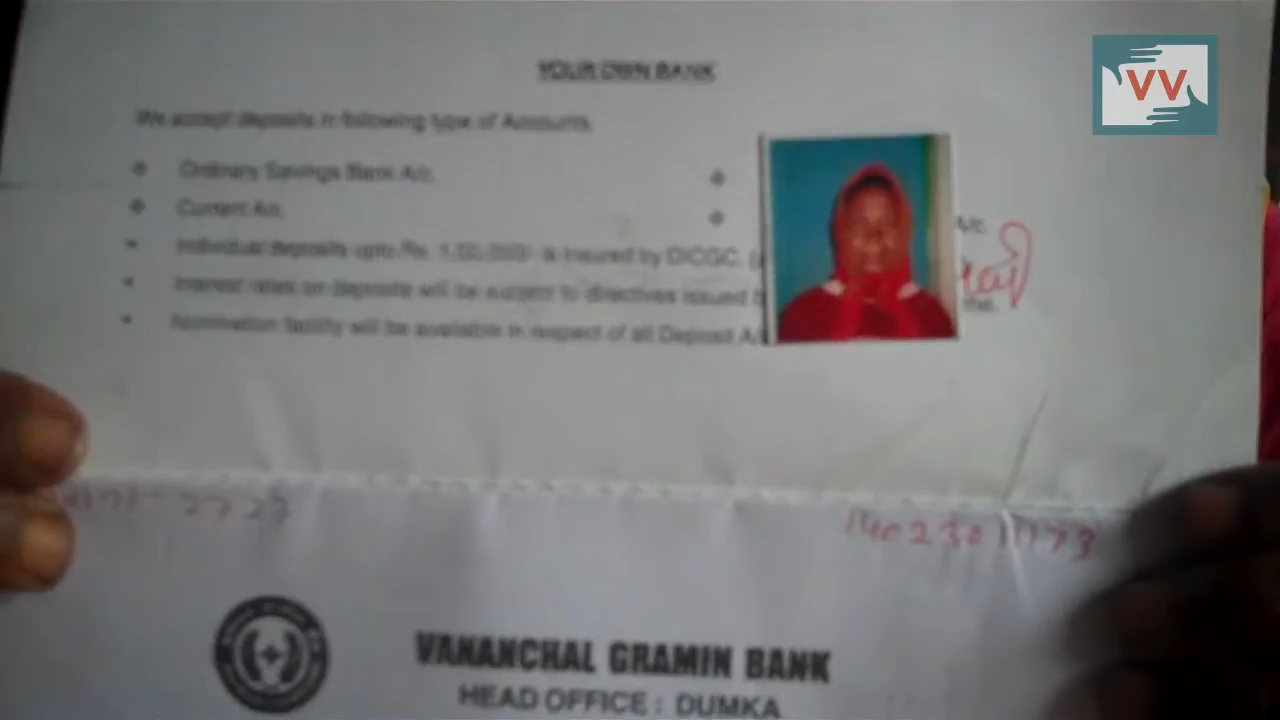 VV
YOUR OWN BANK
We accept deposits in following type of Accounts.
Ordinary Savings Bank A/c.
Current A/c. A/c.
Individual deposits upto Rs. 1,00,000/- is insured by DICGC.
Interest rates on deposits will be subject to directives issued
Nomination facility will be available in respect of all Deposit
2727
VANANCHAL GRAMIN BANK
HEAD OFFICE : DUMKA